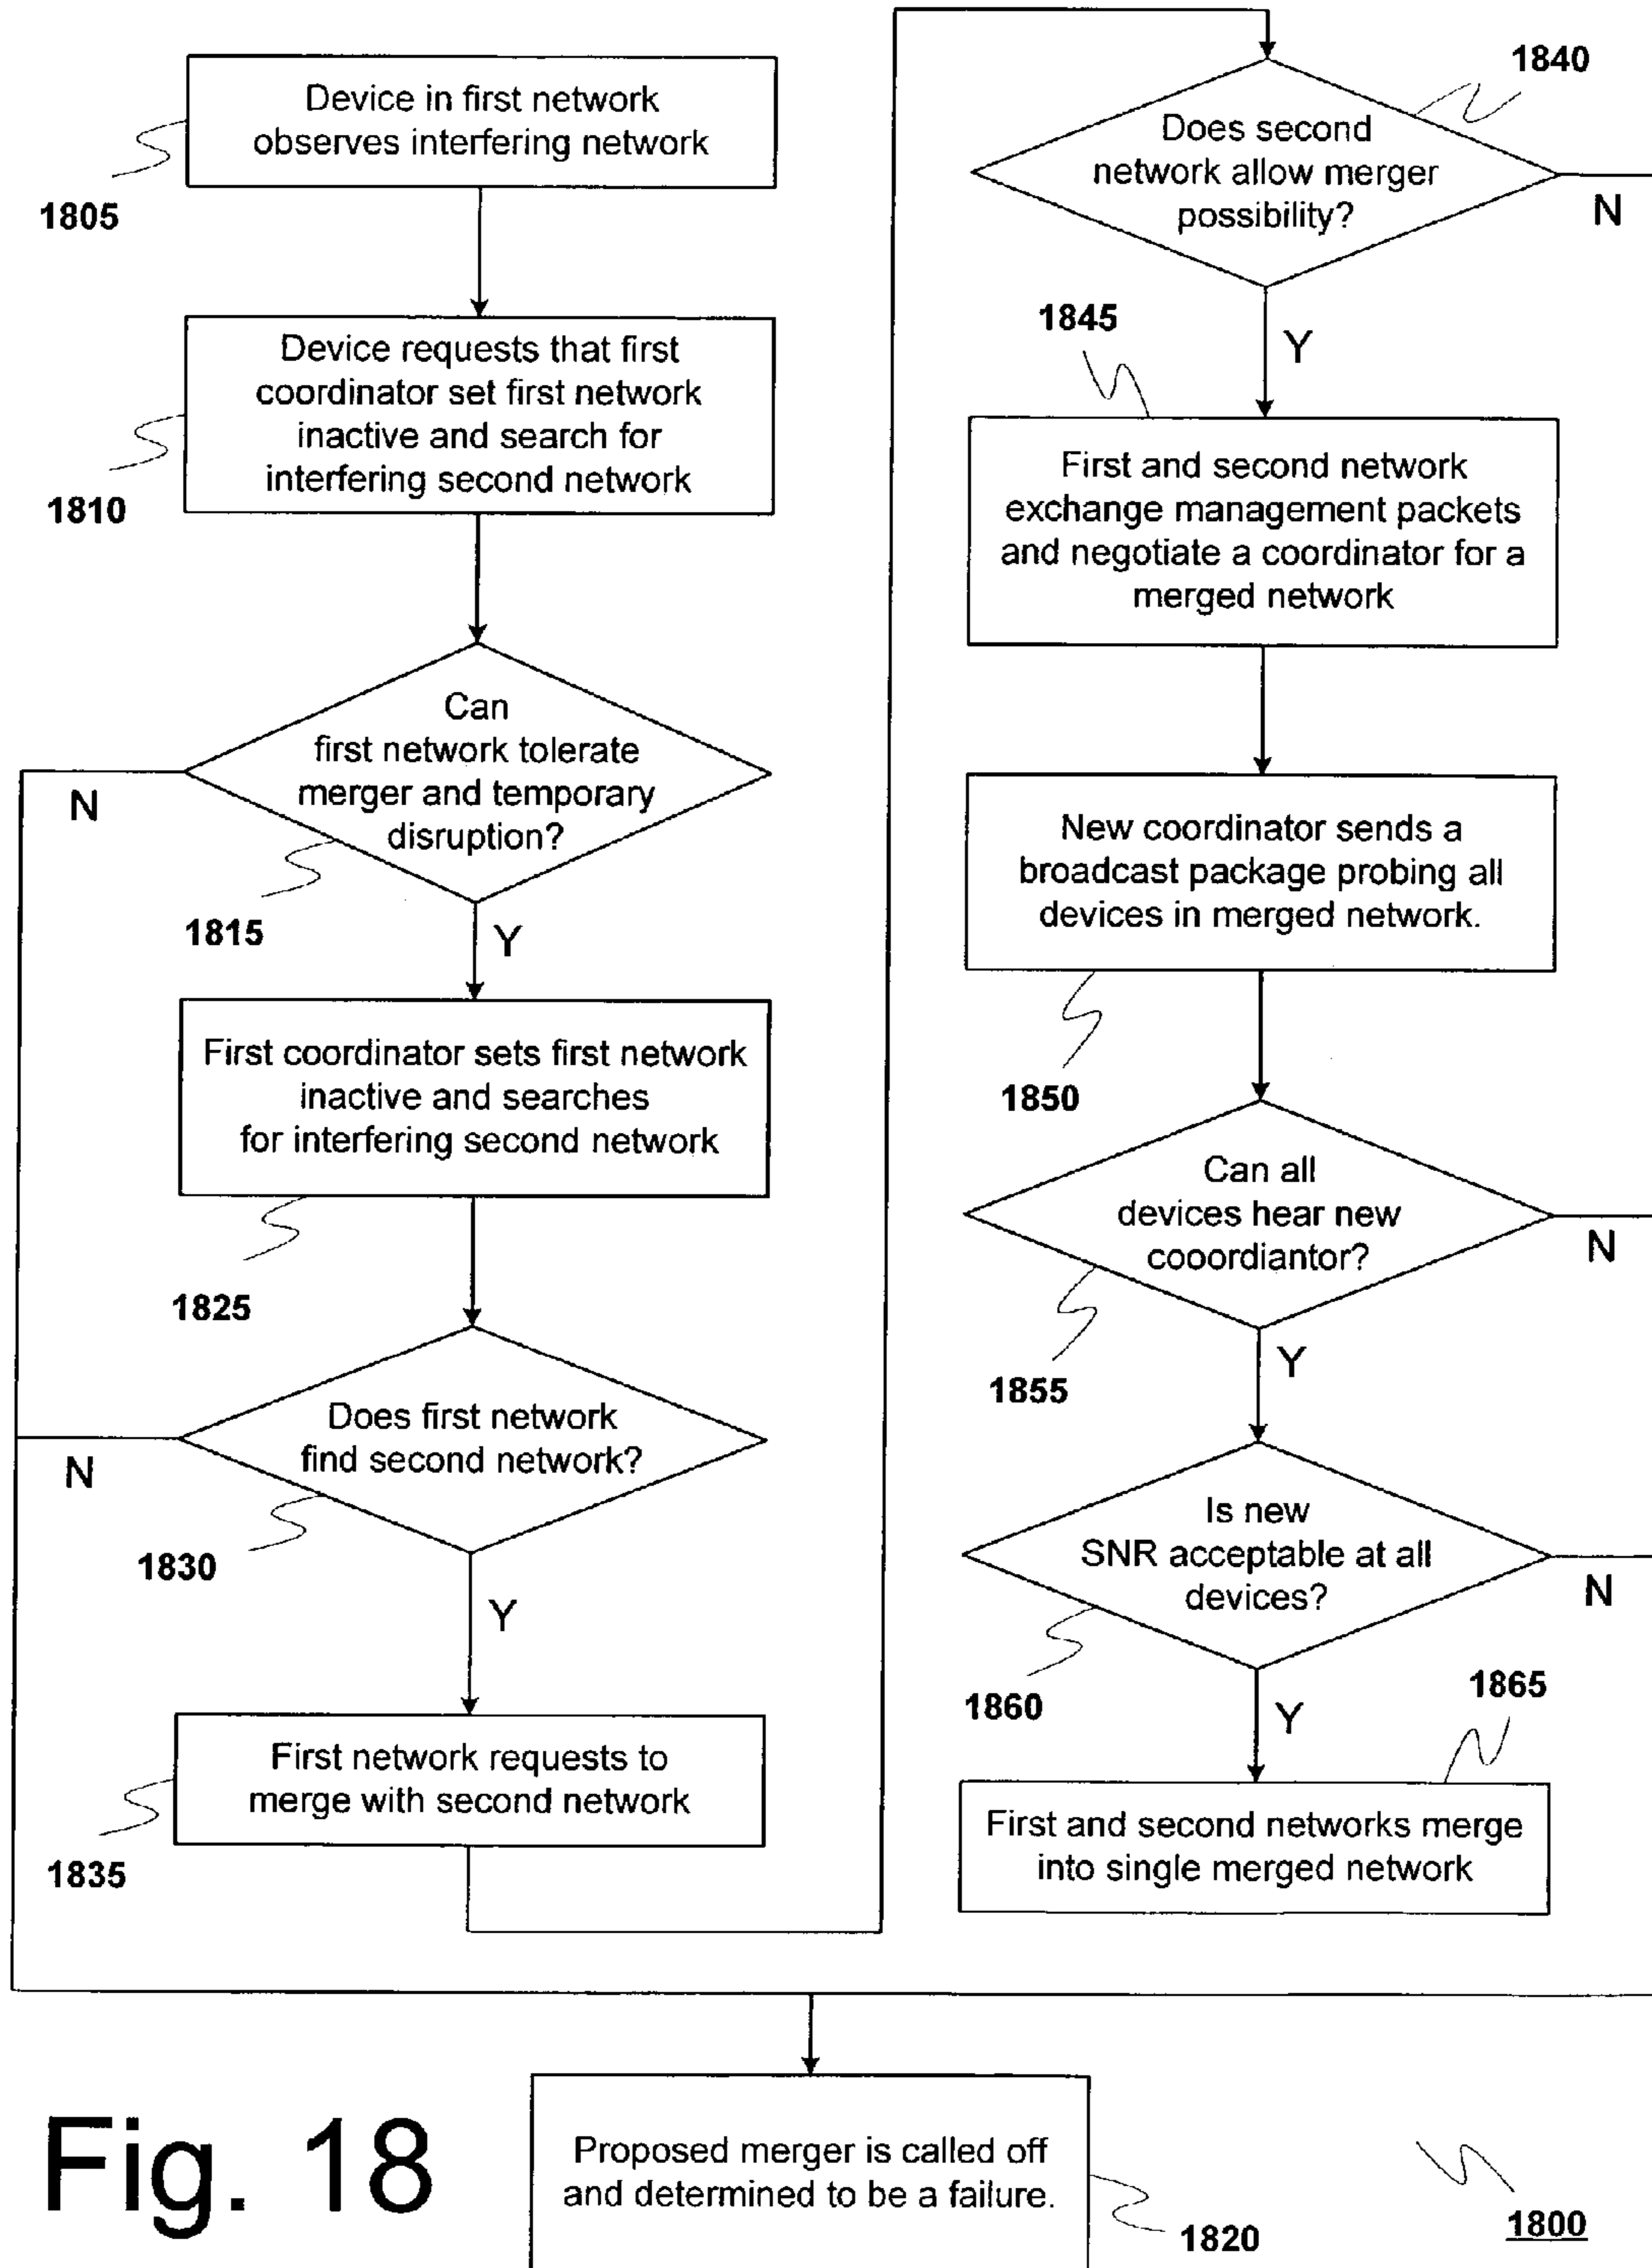 Device in first network
observes interfering network
1805
Device requests that first
coordinator set first network
inactive and search for
interfering second network
1810
Can
first network tolerate
merger and temporary
disruption?
N
1815
Y
First coordinator sets first network
inactive and searches
for interfering second network
1825
Does first network
find second network?
N
1830
Y
First network requests to
merge with second network
1835
1840
Does second
network allow merger
possibility?
N
1845
Y
First and second network
exchange management packets
and negotiate a coordinator for a
merged network
New coordinator sends a
broadcast package probing all
devices in merged network.
1850
Can all
devices hear new
cooordiantor?
N
1855
Y
Is new
SNR acceptable at all
devices?
N
1860
Y
1865
First and second networks merge
into single merged network
Proposed merger is called off
and determined to be a failure.
1820
Fig. 18
1800